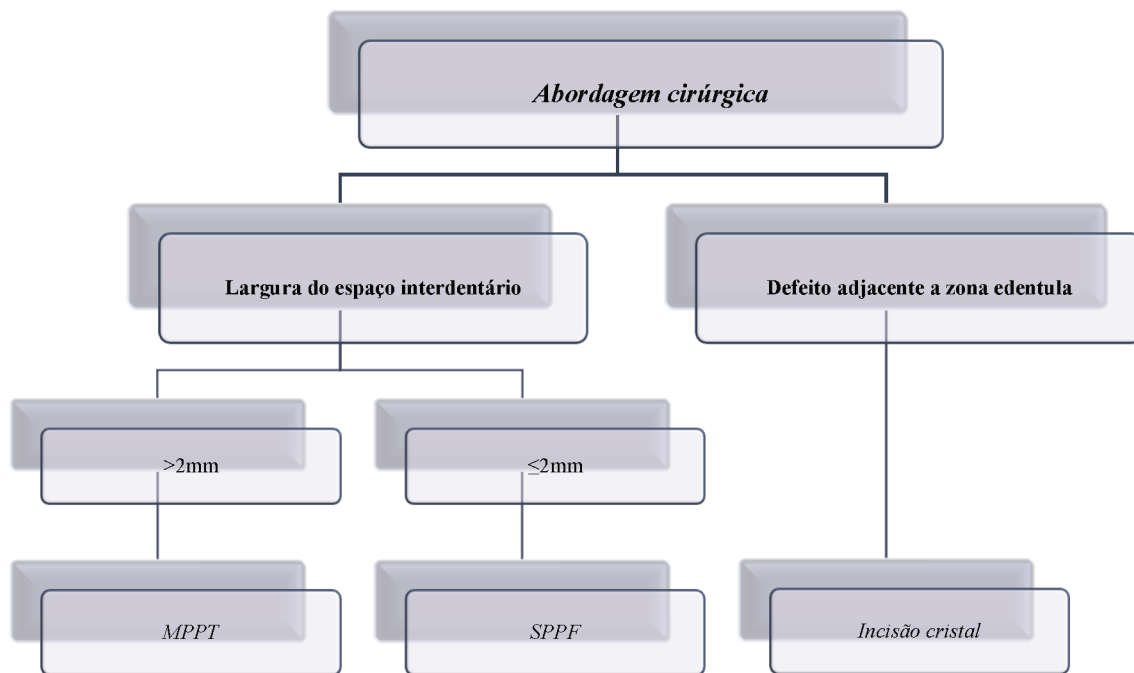 Abordagem cirúrgica
Largura do espaço interdentário
Defeito adjacente a zona edentula
>2mm
≤2mm
MPPT
SPPF
Incisão cristal